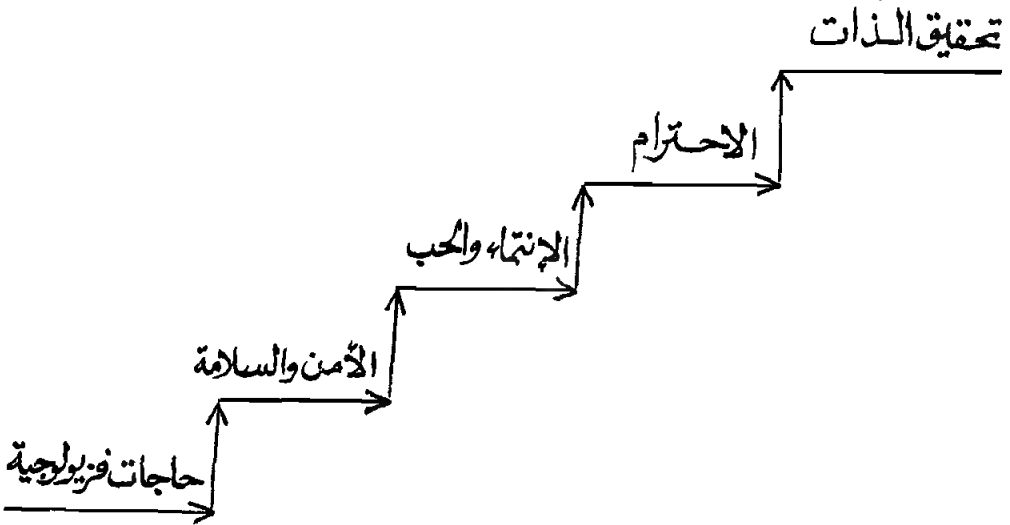 تحقيق الذات
الاحترام
الإنتماء والحب
الأمن والسلامة
حاجات فزيولوجية